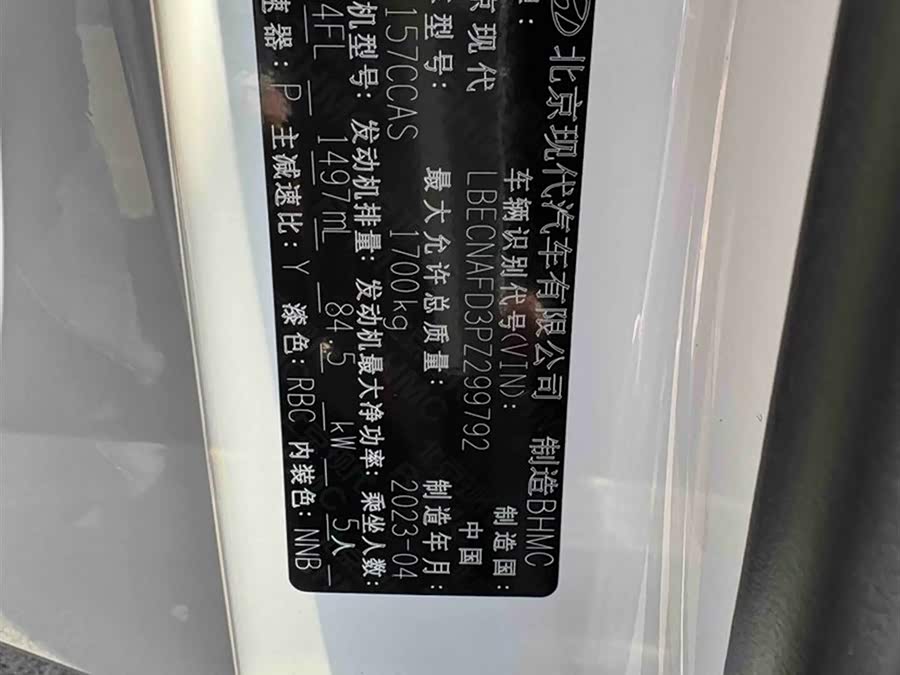 北京现代汽车有限公司 制造BHMC
车辆识别代号(VIN): 制造国:
京现代 LBECNAFD3PZ299792 中国
型号: 最大允许总质量: 制造年月:
157CCAS 1700kg 2023-04
机型号: 发动机排量: 发动机最大净功率: 乘坐人数:
4FL 1497mL 84.5 kW 5人
速器: P 主减速比: Y 漆色: RBC 内装色: NNB